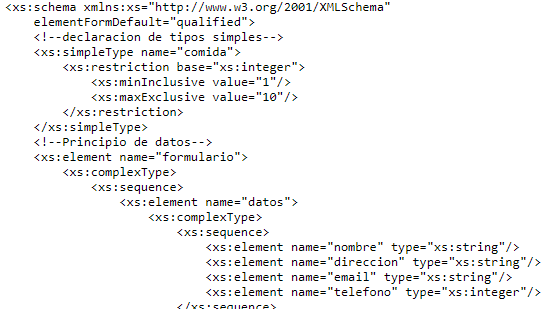 <xs:schema xmlns:xs="http://www.w3.org/2001/XMLSchema"
elementFormDefault="qualified">
<!--declaracion de tipos simples-->
<xs:simpleType name="comida">
<xs:restriction base="xs:integer">
<xs:minInclusive value="1"/>
<xs:maxExclusive value="10"/>
</xs:restriction>
</xs:simpleType>
<!--Principio de datos-->
<xs:element name="formulario">
<xs:complexType>
<xs:sequence>
<xs:element name="datos">
<xs:complexType>
<xs:sequence>
<xs:element name="nombre" type="xs:string"/>
<xs:element name="direccion" type="xs:string"/>
<xs:element name="email" type="xs:string"/>
<xs:element name="telefono" type="xs:integer"/>
</xs:sequence>